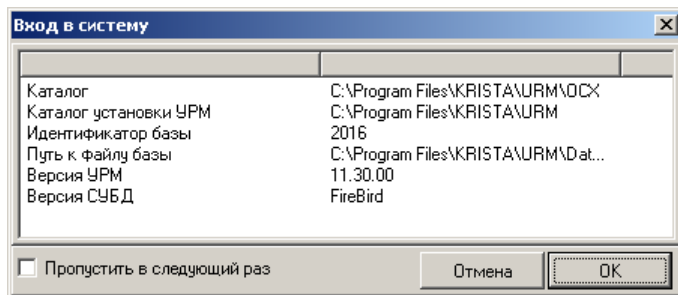 Вход в систему
Каталог C:\Program Files\KRISTA\URM\OCX
Каталог установки УРМ C:\Program Files\KRISTA\URM
Идентификатор базы 2016
Путь к файлу базы C:\Program Files\KRISTA\URM\Dat...
Версия УРМ 11.30.00
Версия СУБД FireBird
Пропустить в следующий раз Отмена OK